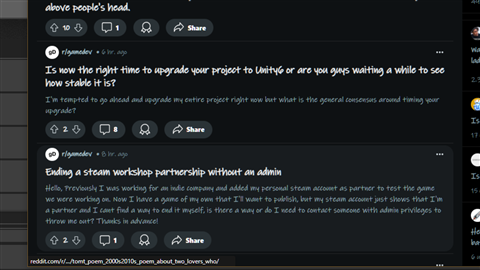 above people's head.
10
1
Share
r/gamedev • 6 hr. ago
Is now the right time to upgrade your project to Unity6 or are you guys waiting a while to see
how stable it is?
I'm tempted to go ahead and upgrade my entire project right now but what is the general consensus around timing your
upgrade?
2
8
Share
r/gamedev • 8 hr. ago
Ending a steam workshop partnership without an admin
Hello, Previously I was working for an indie company and added my personal steam account as partner to test the game
we were working on. Now I have a game of my own that I'll want to publish, but my steam account just shows that I'm
a partner and I cant find a way to end it myself, is there a way or do I need to contact someone with admin privileges to
throw me out? Thanks in advance!
2
1
Share
reddit.com/r/.../tomt_poem_2000s2010s_poem_about_two_lovers_who/